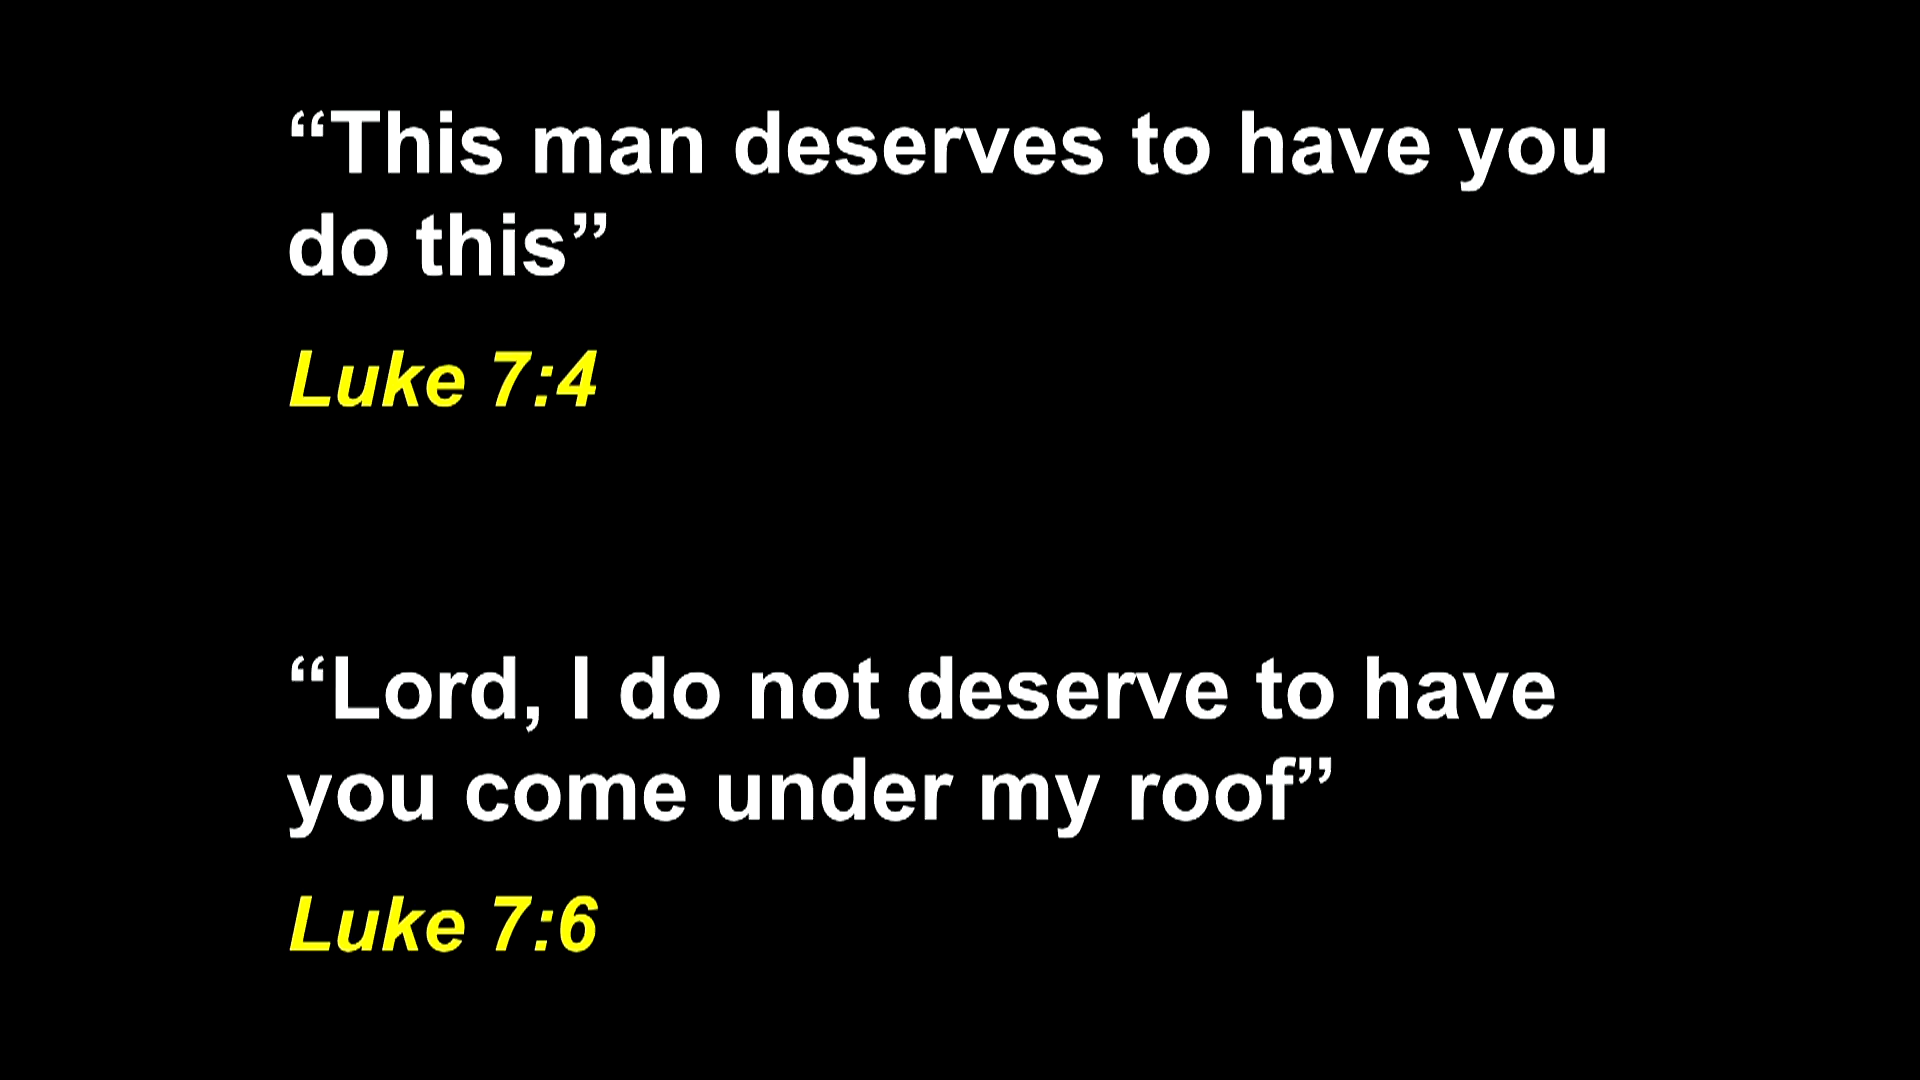 “This man deserves to have you
do this”
Luke 7:4
“Lord, I do not deserve to have
you come under my roof”
Luke 7:6